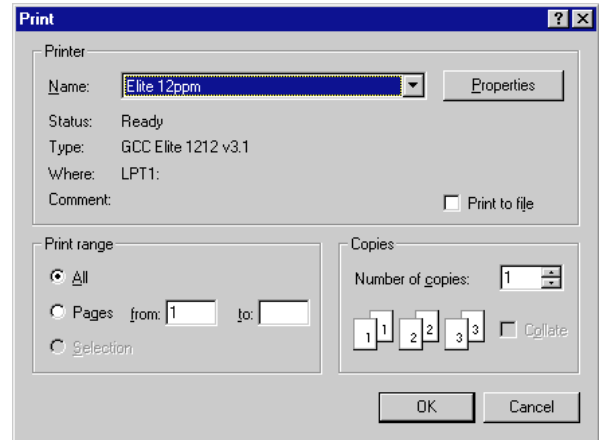 Print
Printer
Name: Elite 12ppm Properties
Status: Ready
Type: GCC Elite 1212 v3.1
Where: LPT1:
Comment: Print to file
Print range
All
Pages from: 1 to:
Selection
Copies
Number of copies: 1
1 1 2 2 3 3 Collate
OK Cancel